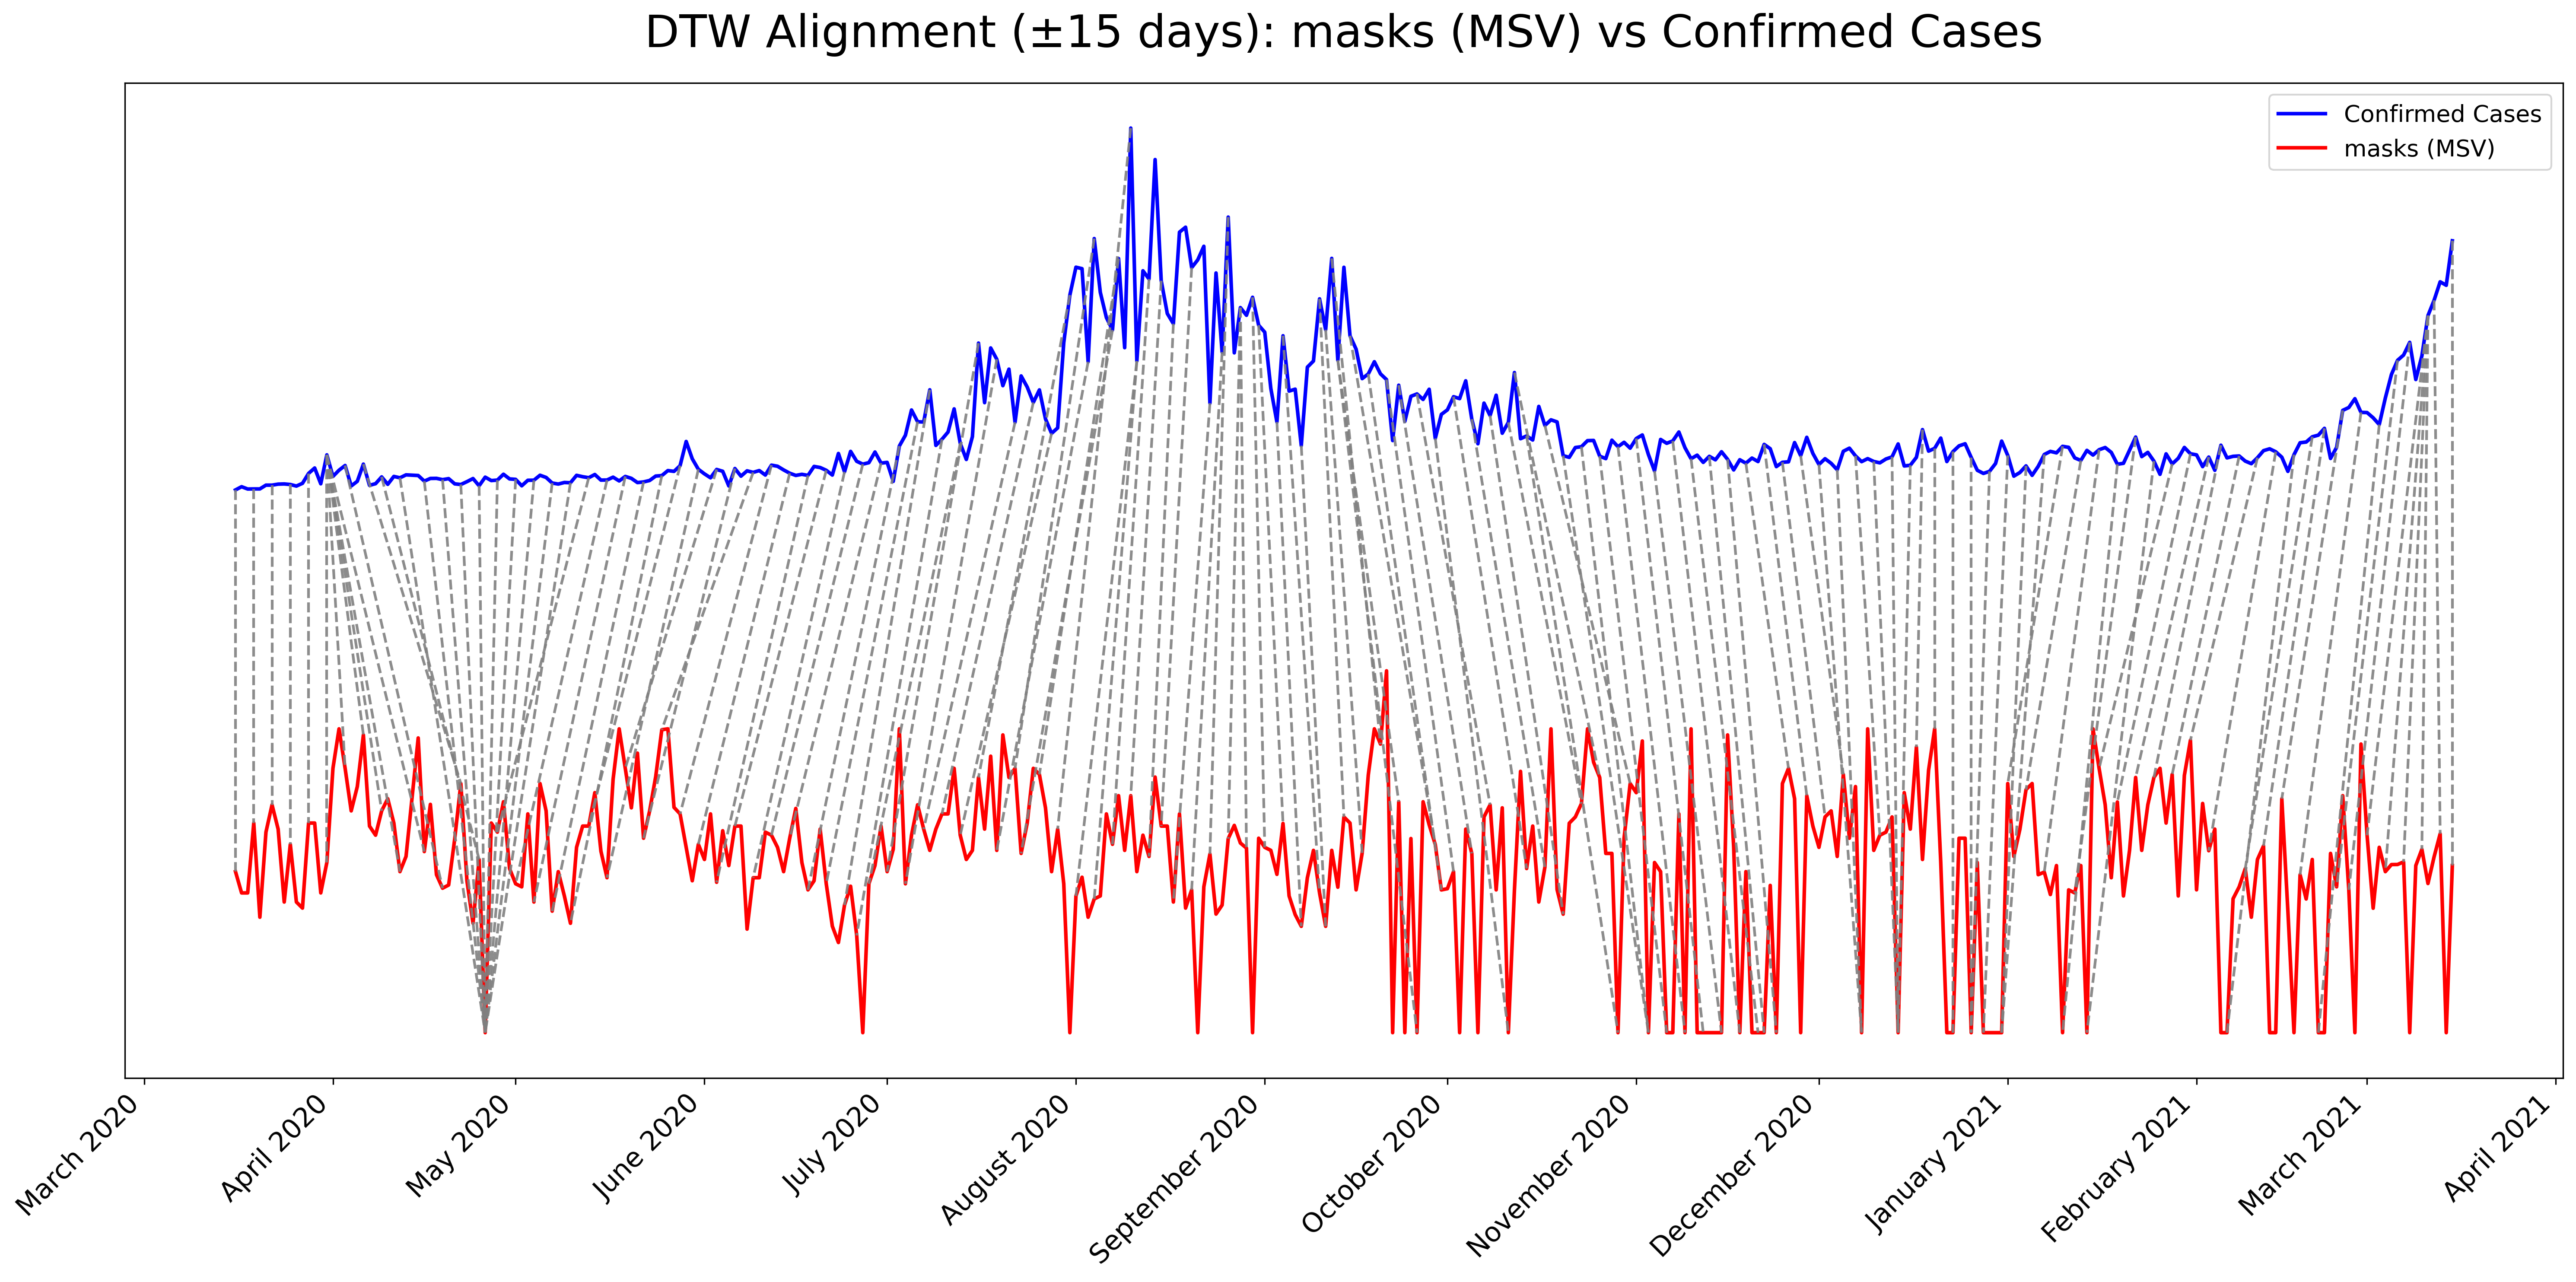 DTW Alignment (±15 days): masks (MSV) vs Confirmed Cases
Confirmed Cases
masks (MSV)
March 2020
April 2020
May 2020
June 2020
July 2020
August 2020
September 2020
October 2020
November 2020
December 2020
January 2021
February 2021
March 2021
April 2021